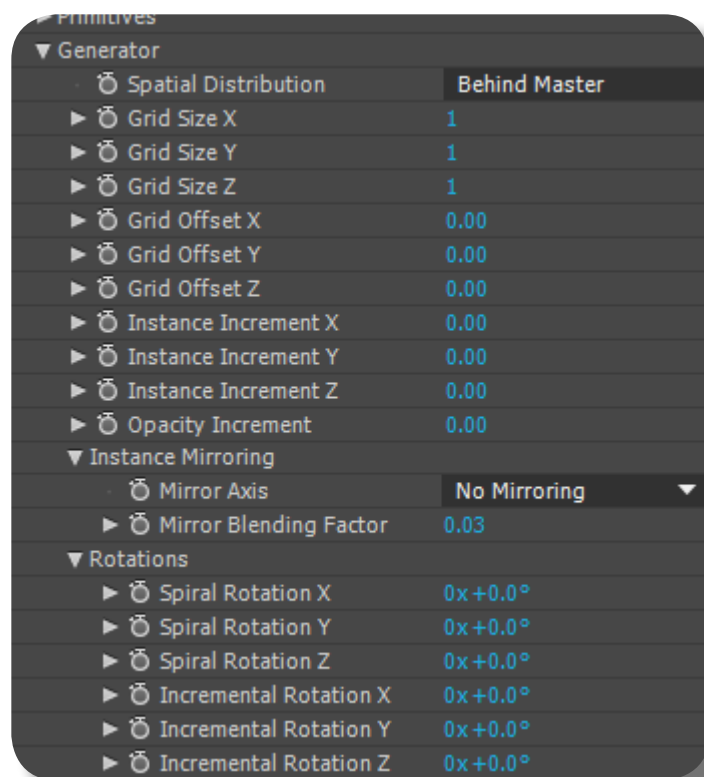 Primitives
Generator
Spatial Distribution Behind Master
Grid Size X 1
Grid Size Y 1
Grid Size Z 1
Grid Offset X 0.00
Grid Offset Y 0.00
Grid Offset Z 0.00
Instance Increment X 0.00
Instance Increment Y 0.00
Instance Increment Z 0.00
Opacity Increment 0.00
Instance Mirroring
Mirror Axis No Mirroring
Mirror Blending Factor 0.03
Rotations
Spiral Rotation X 0x+0.0°
Spiral Rotation Y 0x+0.0°
Spiral Rotation Z 0x+0.0°
Incremental Rotation X 0x+0.0°
Incremental Rotation Y 0x+0.0°
Incremental Rotation Z 0x+0.0°